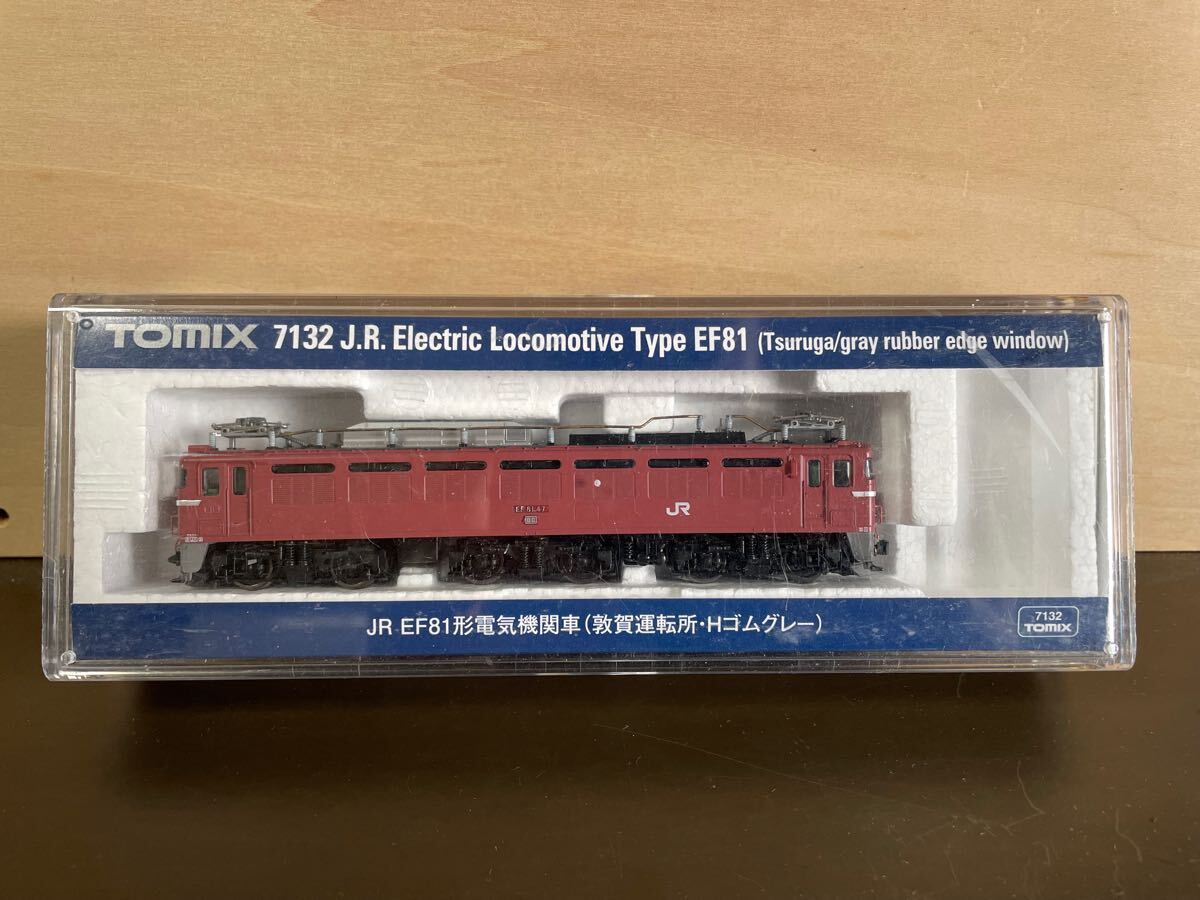 TOMIX 7132 J.R. Electric Locomotive Type EF81 (Tsuruga/gray rubber edge window)
JR
JR EF81形電気機関車(敦賀運転所・Hゴムグレー)
7132
TOMIX